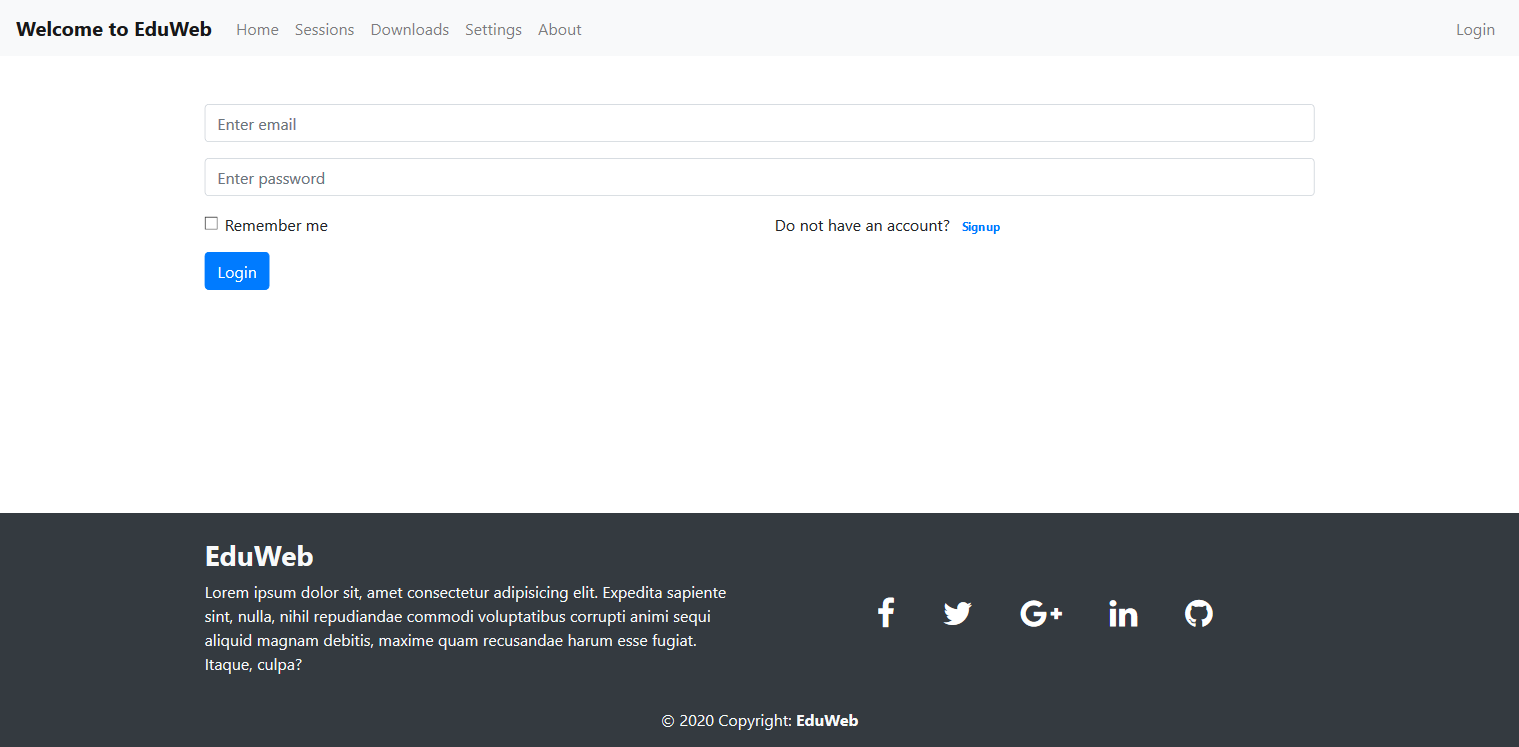 Welcome to EduWeb Home Sessions Downloads Settings About Login
Enter email
Enter password
Remember me Do not have an account? Signup
Login
EduWeb
Lorem ipsum dolor sit, amet consectetur adipisicing elit. Expedita sapiente
sint, nulla, nihil repudiandae commodi voluptatibus corrupti animi sequi
aliquid magnam debitis, maxime quam recusandae harum esse fugiat.
Itaque, culpa?
© 2020 Copyright: EduWeb